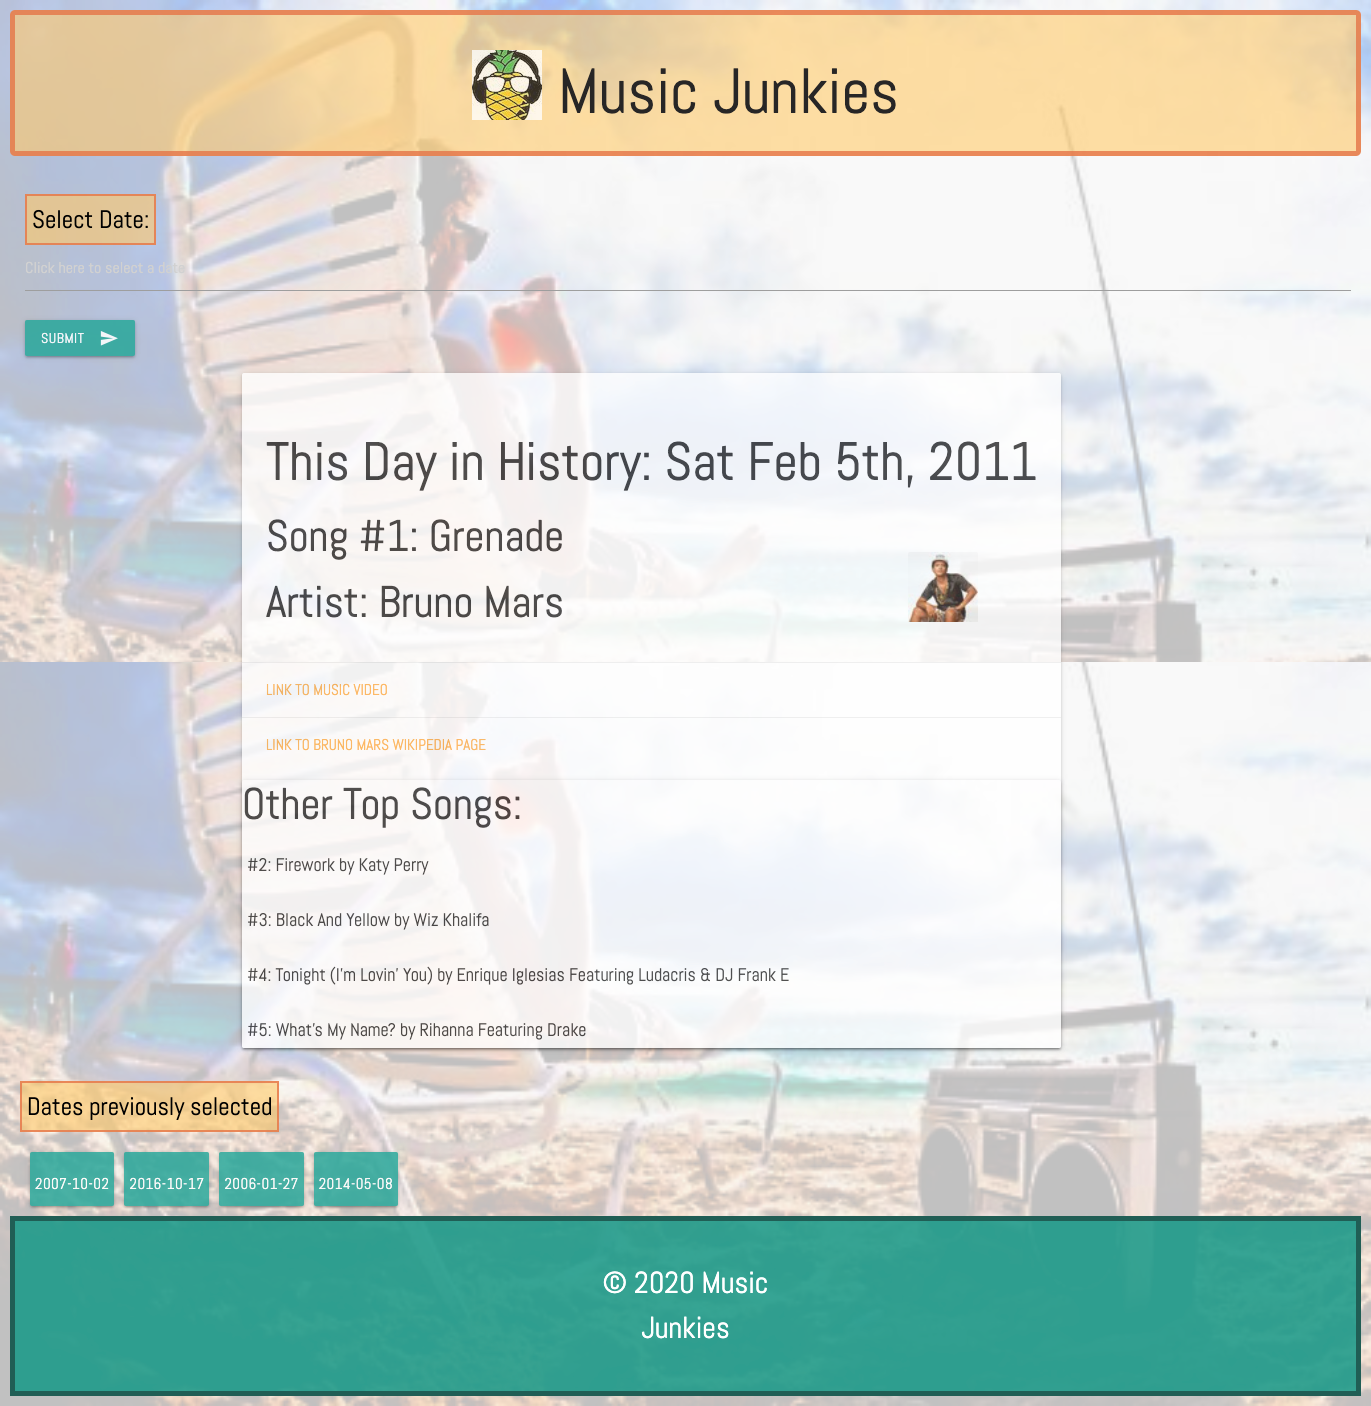 Music Junkies
Select Date:
Click here to select a date
SUBMIT
This Day in History: Sat Feb 5th, 2011
Song #1: Grenade
Artist: Bruno Mars
LINK TO MUSIC VIDEO
LINK TO BRUNO MARS WIKIPEDIA PAGE
Other Top Songs:
#2: Firework by Katy Perry
#3: Black And Yellow by Wiz Khalifa
#4: Tonight (I'm Lovin' You) by Enrique Iglesias Featuring Ludacris & DJ Frank E
#5: What's My Name? by Rihanna Featuring Drake
Dates previously selected
2007-10-02 2016-10-17 2006-01-27 2014-05-08
© 2020 Music
Junkies